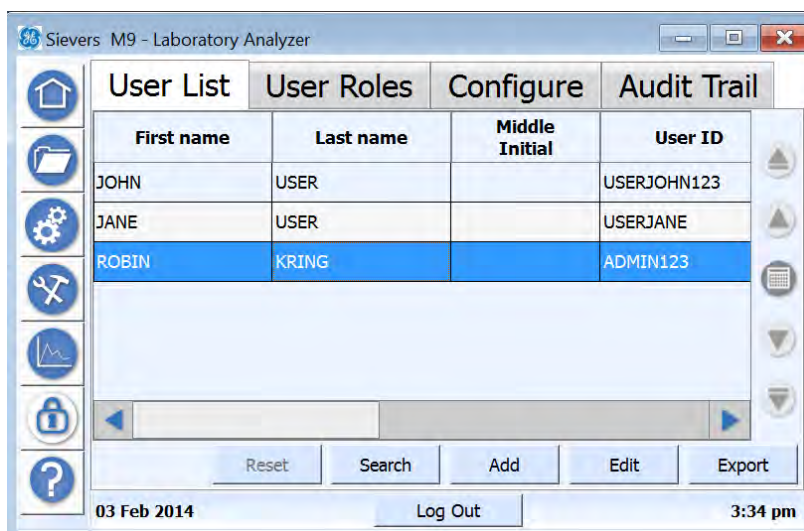 Sievers M9 - Laboratory Analyzer
User List User Roles Configure Audit Trail
First name Last name Middle Initial User ID
JOHN USER USERJOHN123
JANE USER USERJANE
ROBIN KRING ADMIN123
Reset Search Add Edit Export
03 Feb 2014 Log Out 3:34 pm